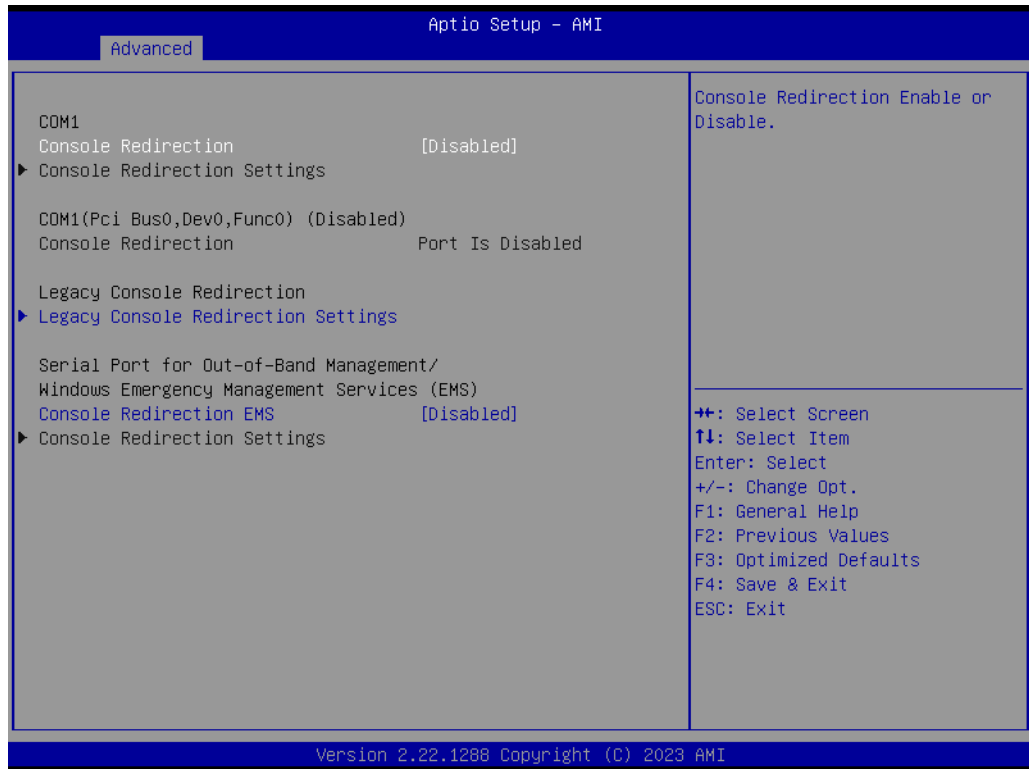 Aptio Setup – AMI
Advanced
COM1
Console Redirection [Disabled]
Console Redirection Settings
COM1(Pci Bus0,Dev0,Func0) (Disabled)
Console Redirection Port Is Disabled
Legacy Console Redirection
Legacy Console Redirection Settings
Serial Port for Out-of-Band Management/
Windows Emergency Management Services (EMS)
Console Redirection EMS [Disabled]
Console Redirection Settings
Console Redirection Enable or
Disable.
→←: Select Screen
↑↓: Select Item
Enter: Select
+/-: Change Opt.
F1: General Help
F2: Previous Values
F3: Optimized Defaults
F4: Save & Exit
ESC: Exit
Version 2.22.1288 Copyright (C) 2023 AMI